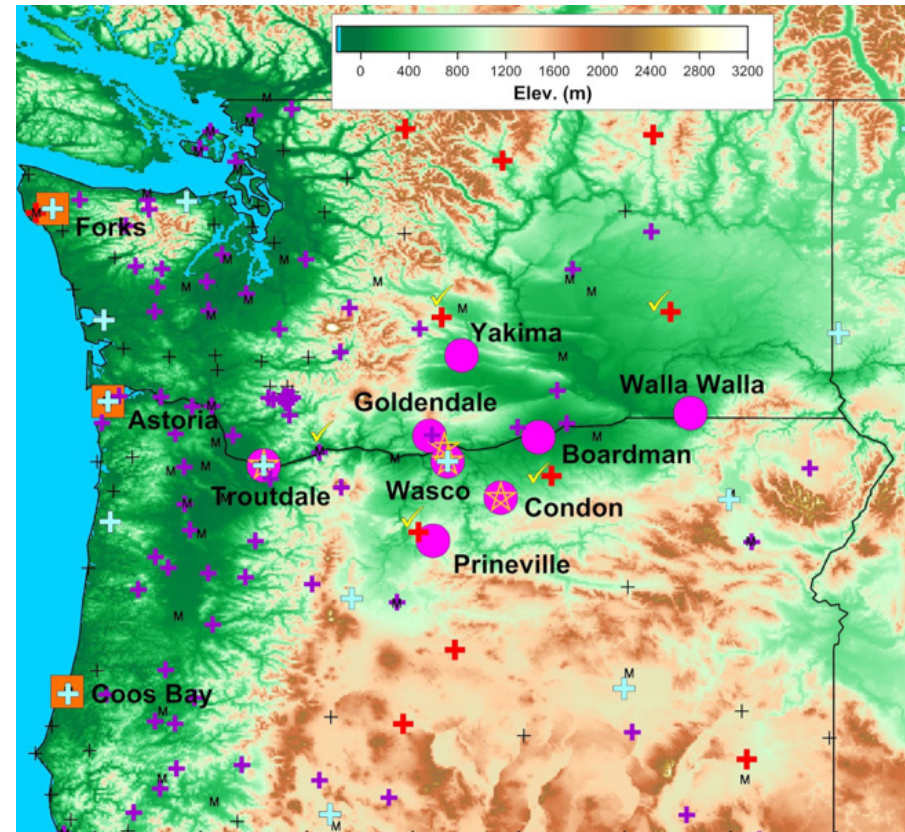 0 400 800 1200 1600 2000 2400 2800 3200
Elev. (m)
Forks
Yakima
Walla Walla
Goldendale
Astoria
Boardman
Troutdale
Wasco
Condon
Prineville
Coos Bay